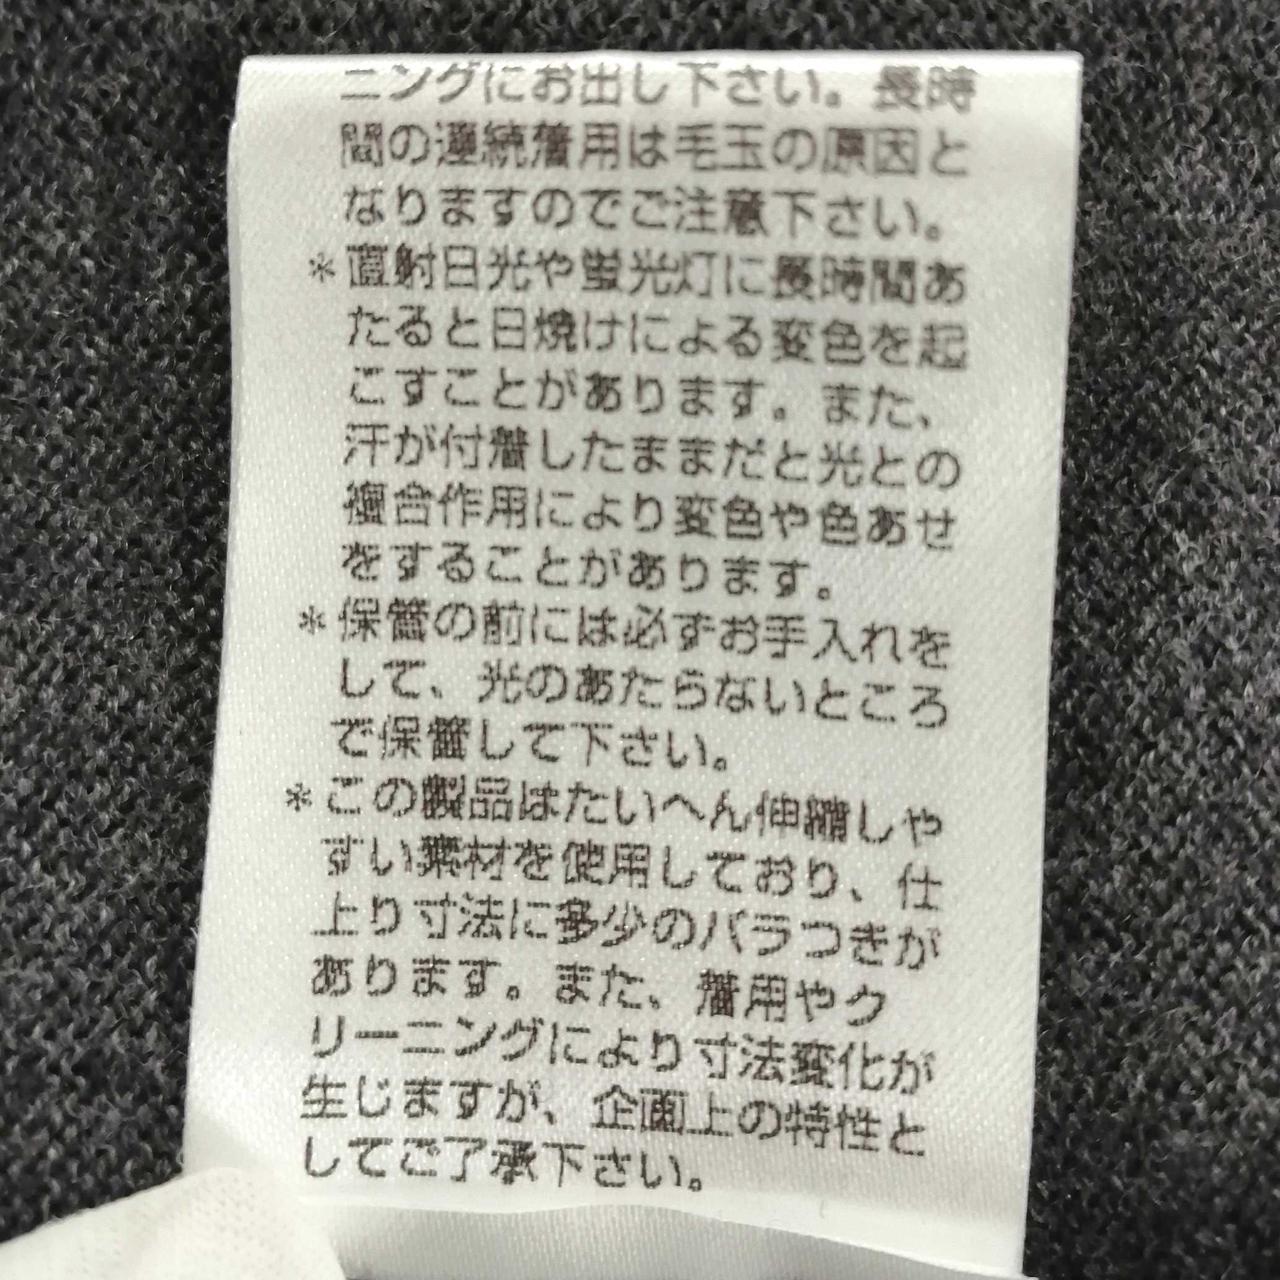 ニングにお出し下さい。長時
間の連続着用は毛玉の原因と
なりますのでご注意下さい。
＊直射日光や蛍光灯に長時間あ
たると日焼けによる変色を起
こすことがあります。また、
汗が付着したままだと光との
複合作用により変色や色あせ
をすることがあります。
＊保管の前には必ずお手入れを
して、光のあたらないところ
で保管して下さい。
＊この製品はたいへん伸縮しや
すい素材を使用しており、仕
上り寸法に多少のバラつきが
あります。また、着用やク
リーニングにより寸法変化が
生じますが、企画上の特性と
してご了承下さい。